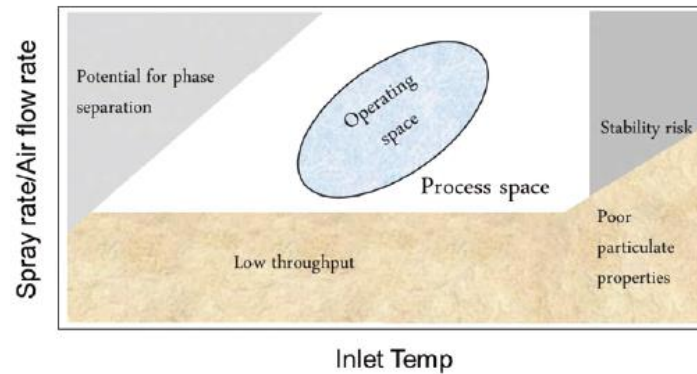 Spray rate/Air flow rate
Potential for phase
separation
Operating
space
Stability risk
Process space
Poor
particulate
properties
Low throughput
Inlet Temp